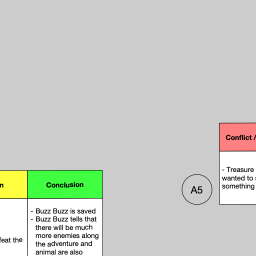 Conflict /
- Treasure
wanted to
something
A5
n
Conclusion
feat the
- Buzz Buzz is saved
- Buzz Buzz tells that
there will be much
more enemies along
the adventure and
animal are also